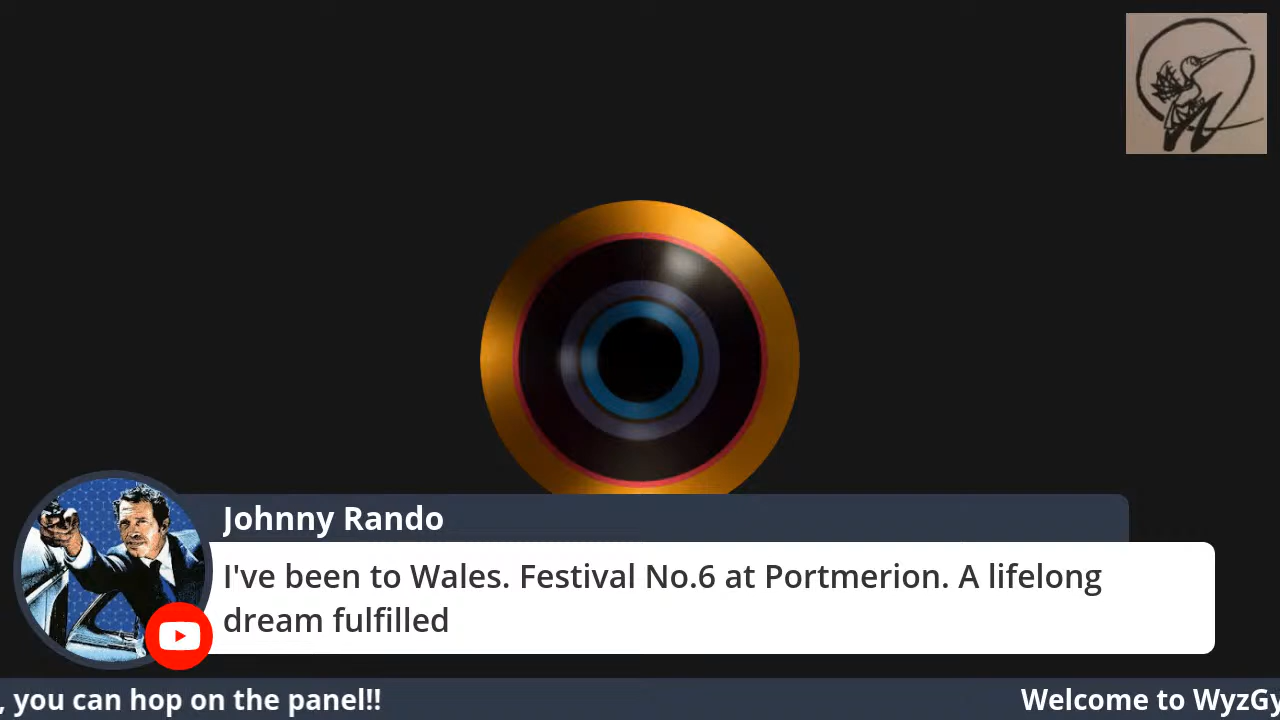 Johnny Rando
I've been to Wales. Festival No.6 at Portmerion. A lifelong
dream fulfilled
, you can hop on the panel!!
Welcome to WyzGy